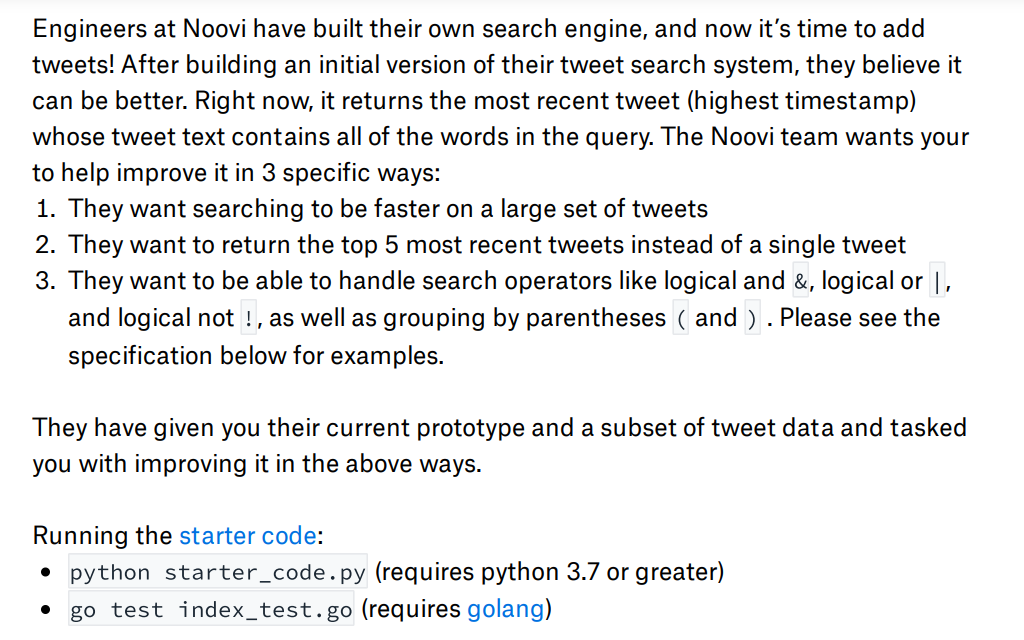 Engineers at Noovi have built their own search engine, and now it's time to add
tweets! After building an initial version of their tweet search system, they believe it
can be better. Right now, it returns the most recent tweet (highest timestamp)
whose tweet text contains all of the words in the query. The Noovi team wants your
to help improve it in 3 specific ways:
1. They want searching to be faster on a large set of tweets
2. They want to return the top 5 most recent tweets instead of a single tweet
3. They want to be able to handle search operators like logical and &, logical or |,
and logical not !, as well as grouping by parentheses ( and ) . Please see the
specification below for examples.
They have given you their current prototype and a subset of tweet data and tasked
you with improving it in the above ways.
Running the starter code:
• python starter_code.py (requires python 3.7 or greater)
• go test index_test.go (requires golang)